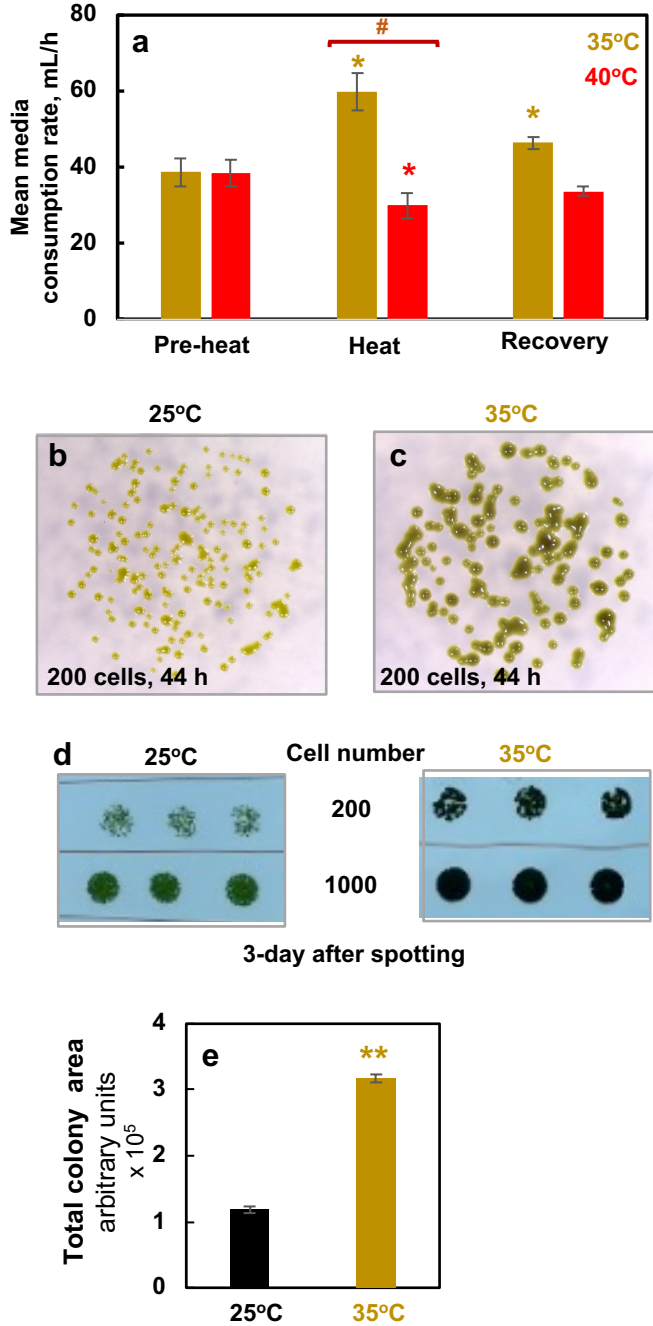 80
a
#
35°C
40°C
60
*
*
*
40
20
0
Mean media
consumption rate, mL/h
Pre-heat
Heat
Recovery
25°C
35°C
b
c
200 cells, 44 h
200 cells, 44 h
d
25°C
Cell number
35°C
200
1000
3-day after spotting
4
e
**
3
2
1
0
Total colony area
arbitrary units
x 10⁵
25°C
35°C